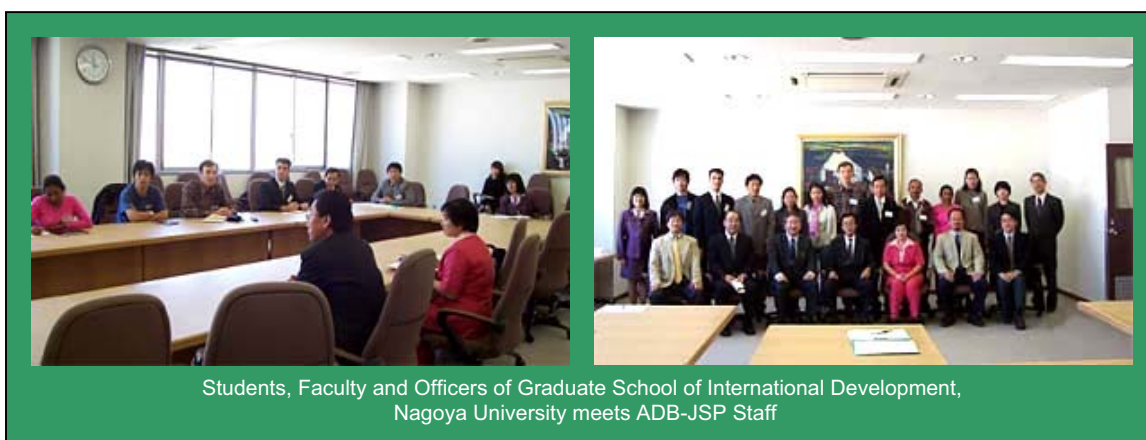 Students, Faculty and Officers of Graduate School of International Development,
Nagoya University meets ADB-JSP Staff